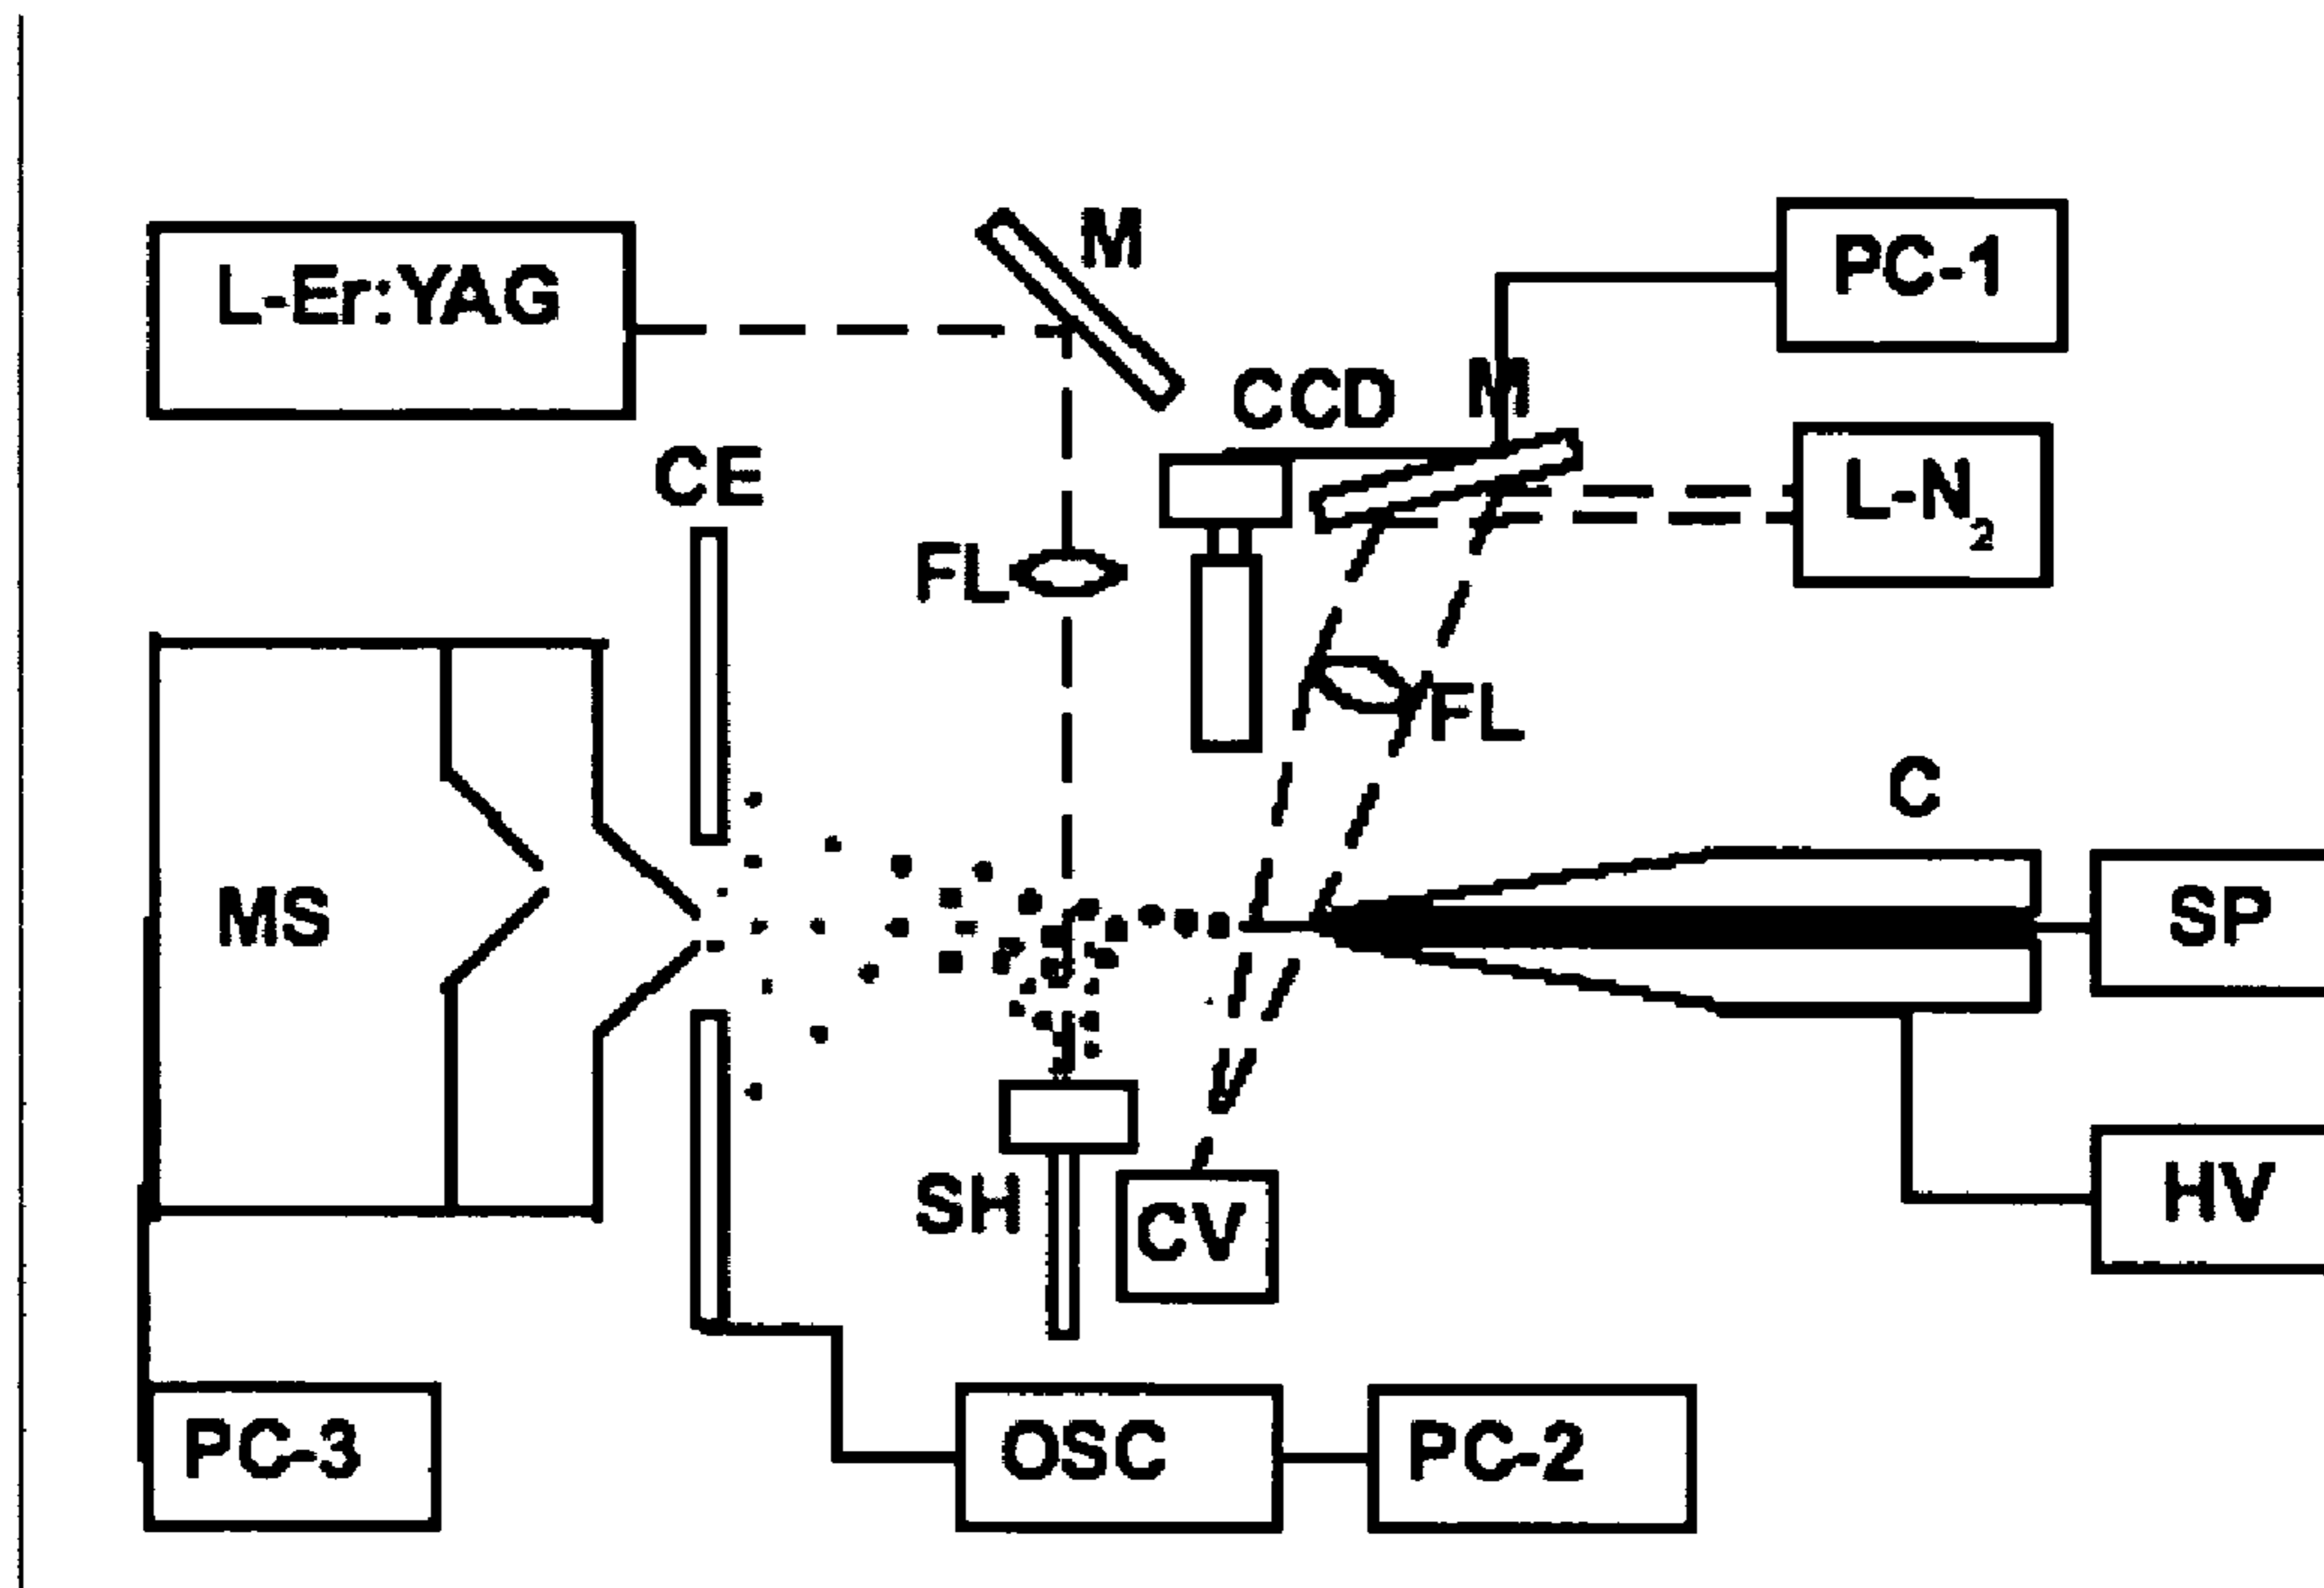 M
L-Er:YAG
PC-1
CCD
M
CE
L-N₂
FL
FL
C
MS
SP
SH
CV
HV
PC-3
OSC
PC-2